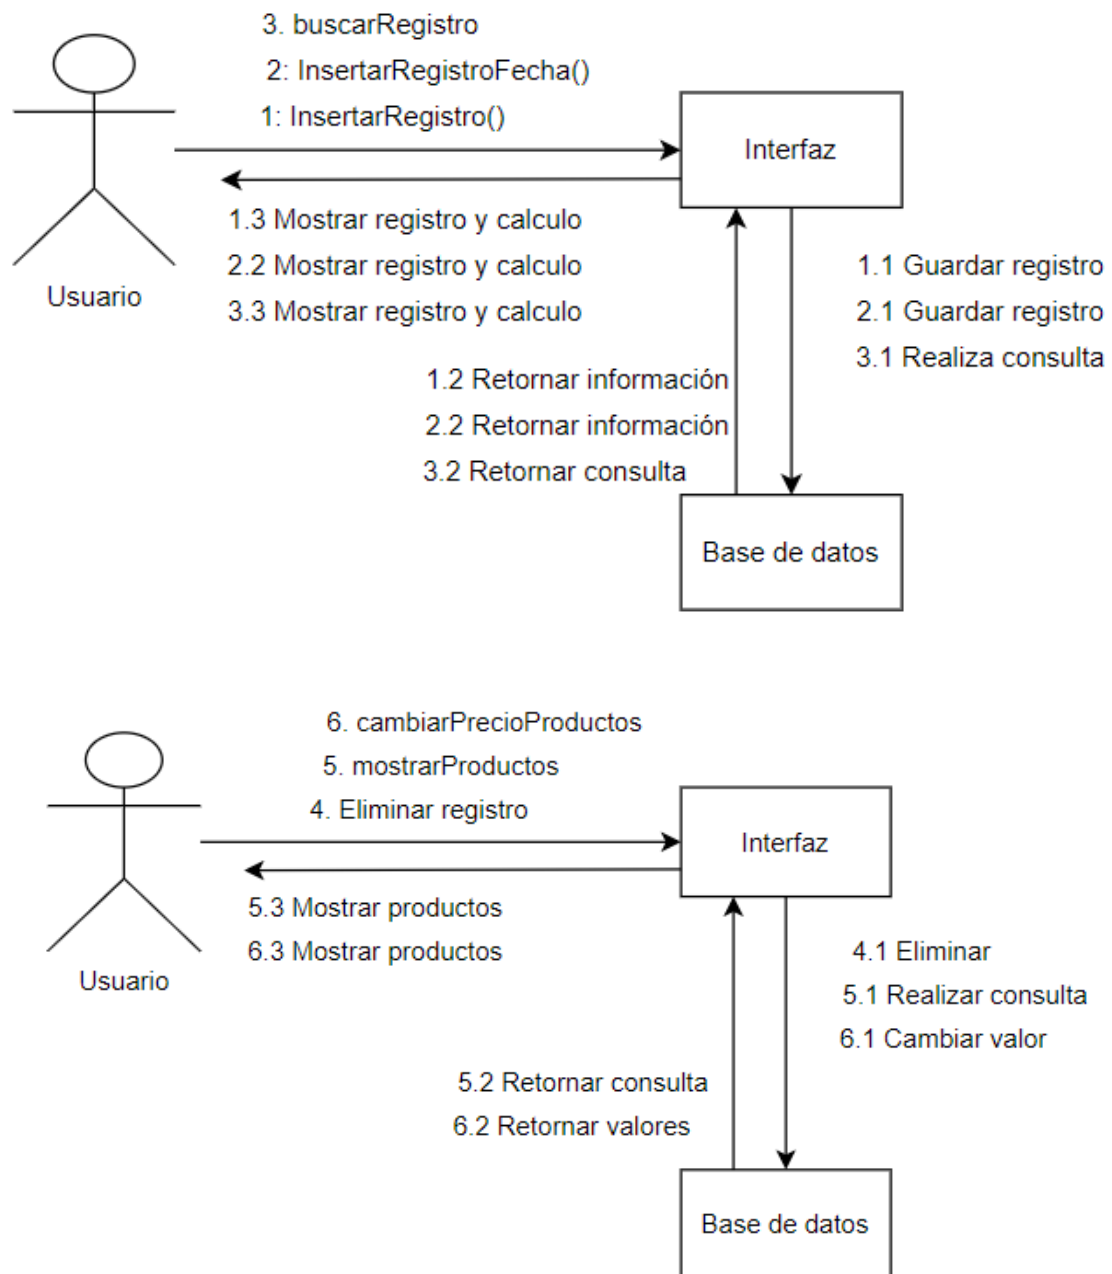 3. buscarRegistro
2: InsertarRegistroFecha()
1: InsertarRegistro()
Interfaz
1.3 Mostrar registro y calculo
2.2 Mostrar registro y calculo
3.3 Mostrar registro y calculo
Usuario
1.1 Guardar registro
2.1 Guardar registro
3.1 Realiza consulta
1.2 Retornar información
2.2 Retornar información
3.2 Retornar consulta
Base de datos
6. cambiarPrecioProductos
5. mostrarProductos
4. Eliminar registro
Interfaz
5.3 Mostrar productos
6.3 Mostrar productos
Usuario
4.1 Eliminar
5.1 Realizar consulta
6.1 Cambiar valor
5.2 Retornar consulta
6.2 Retornar valores
Base de datos